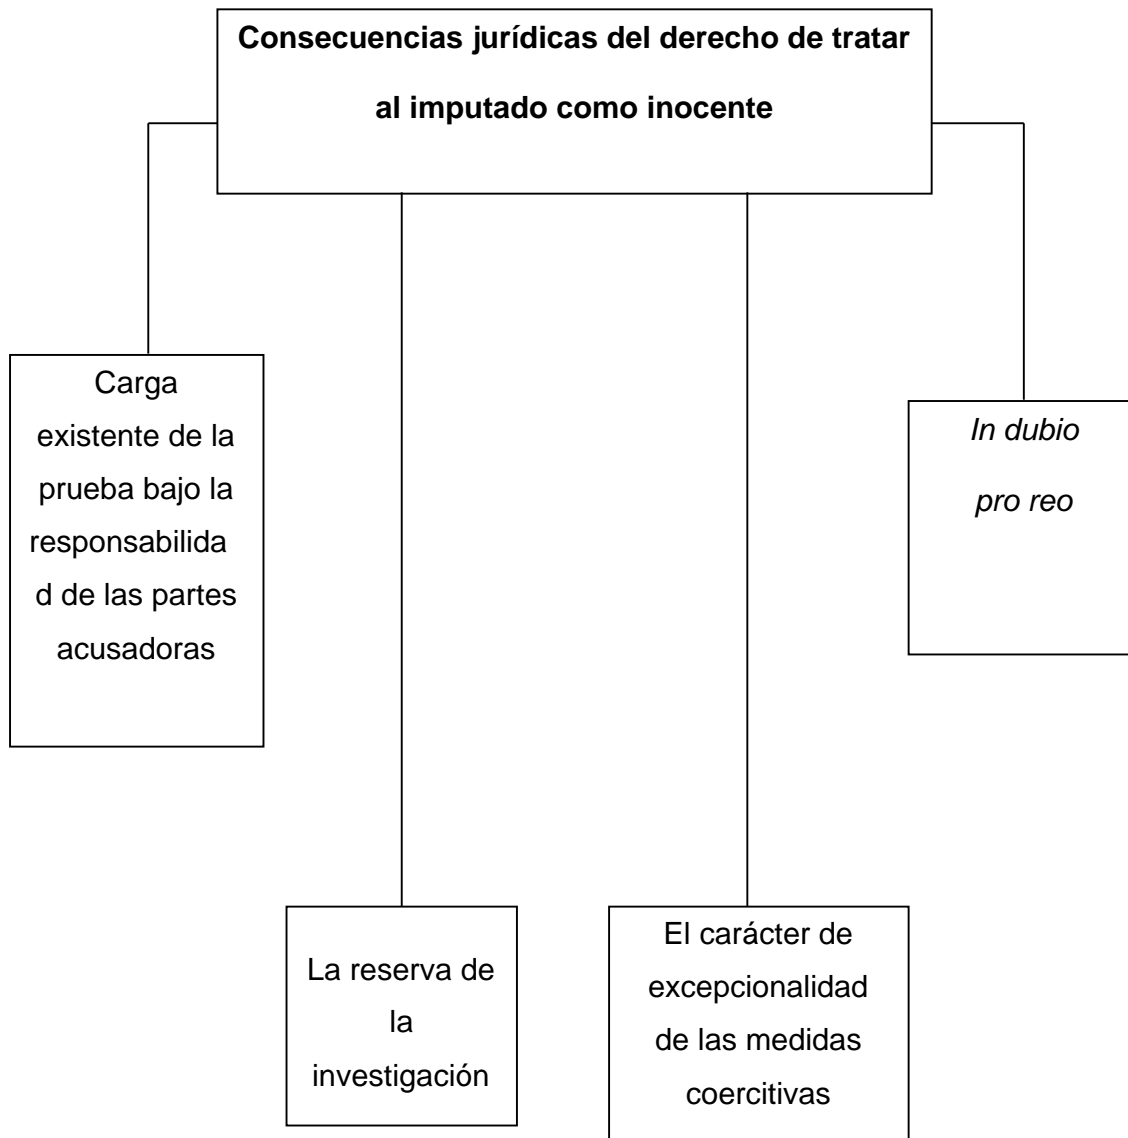 Consecuencias jurídicas del derecho de tratar
al imputado como inocente
Carga
existente de la
prueba bajo la
responsabilida
d de las partes
acusadoras
In dubio
pro reo
La reserva de
la
investigación
El carácter de
excepcionalidad
de las medidas
coercitivas